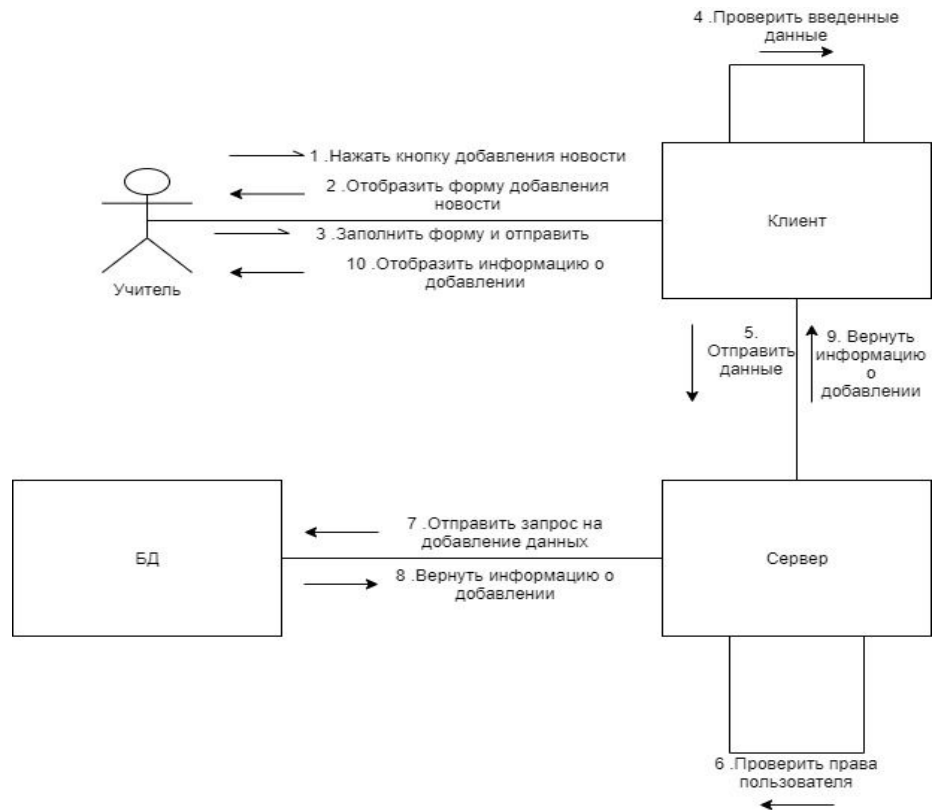 4 .Проверить введенные
данные
1 .Нажать кнопку добавления новости
2 .Отобразить форму добавления
новости
3 .Заполнить форму и отправить
10 .Отобразить информацию о
добавлении
Учитель
Клиент
5.
Отправить
данные
9. Вернуть
информацию
о
добавлении
7 .Отправить запрос на
добавление данных
8 .Вернуть информацию о
добавлении
БД
Сервер
6 .Проверить права
пользователя